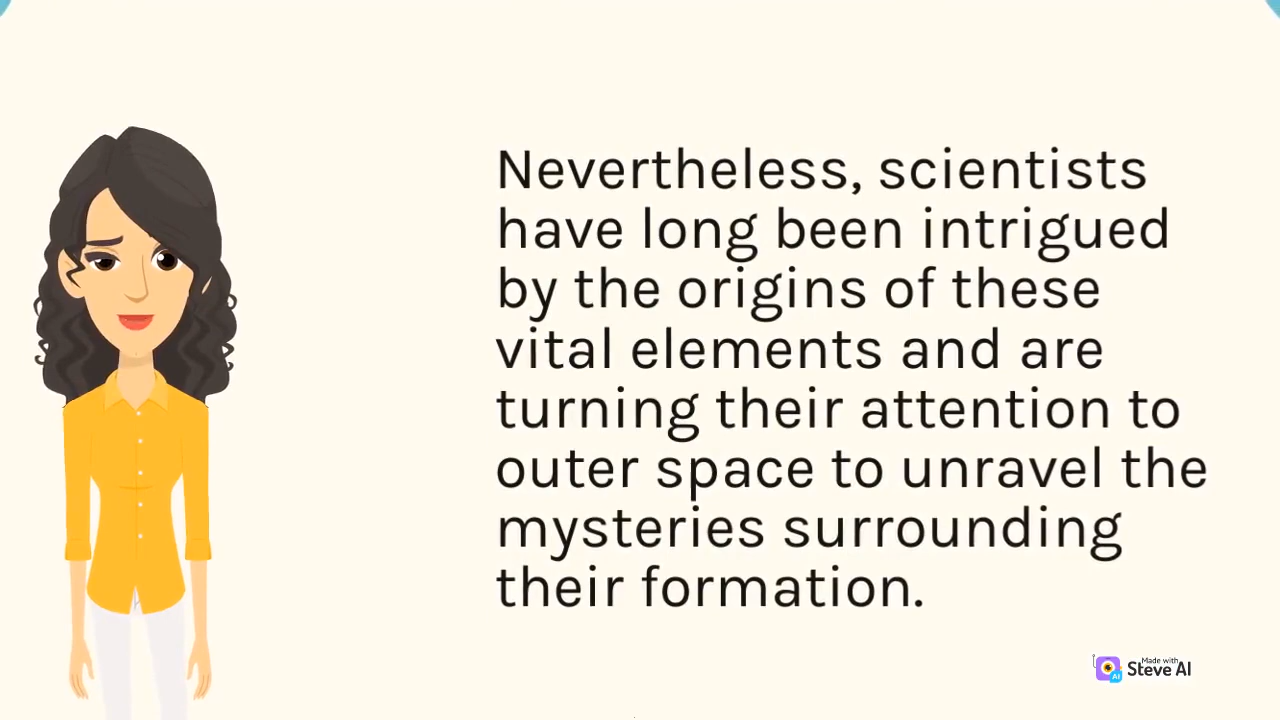 Nevertheless, scientists
have long been intrigued
by the origins of these
vital elements and are
turning their attention to
outer space to unravel the
mysteries surrounding
their formation.
Made with
Steve AI
AI